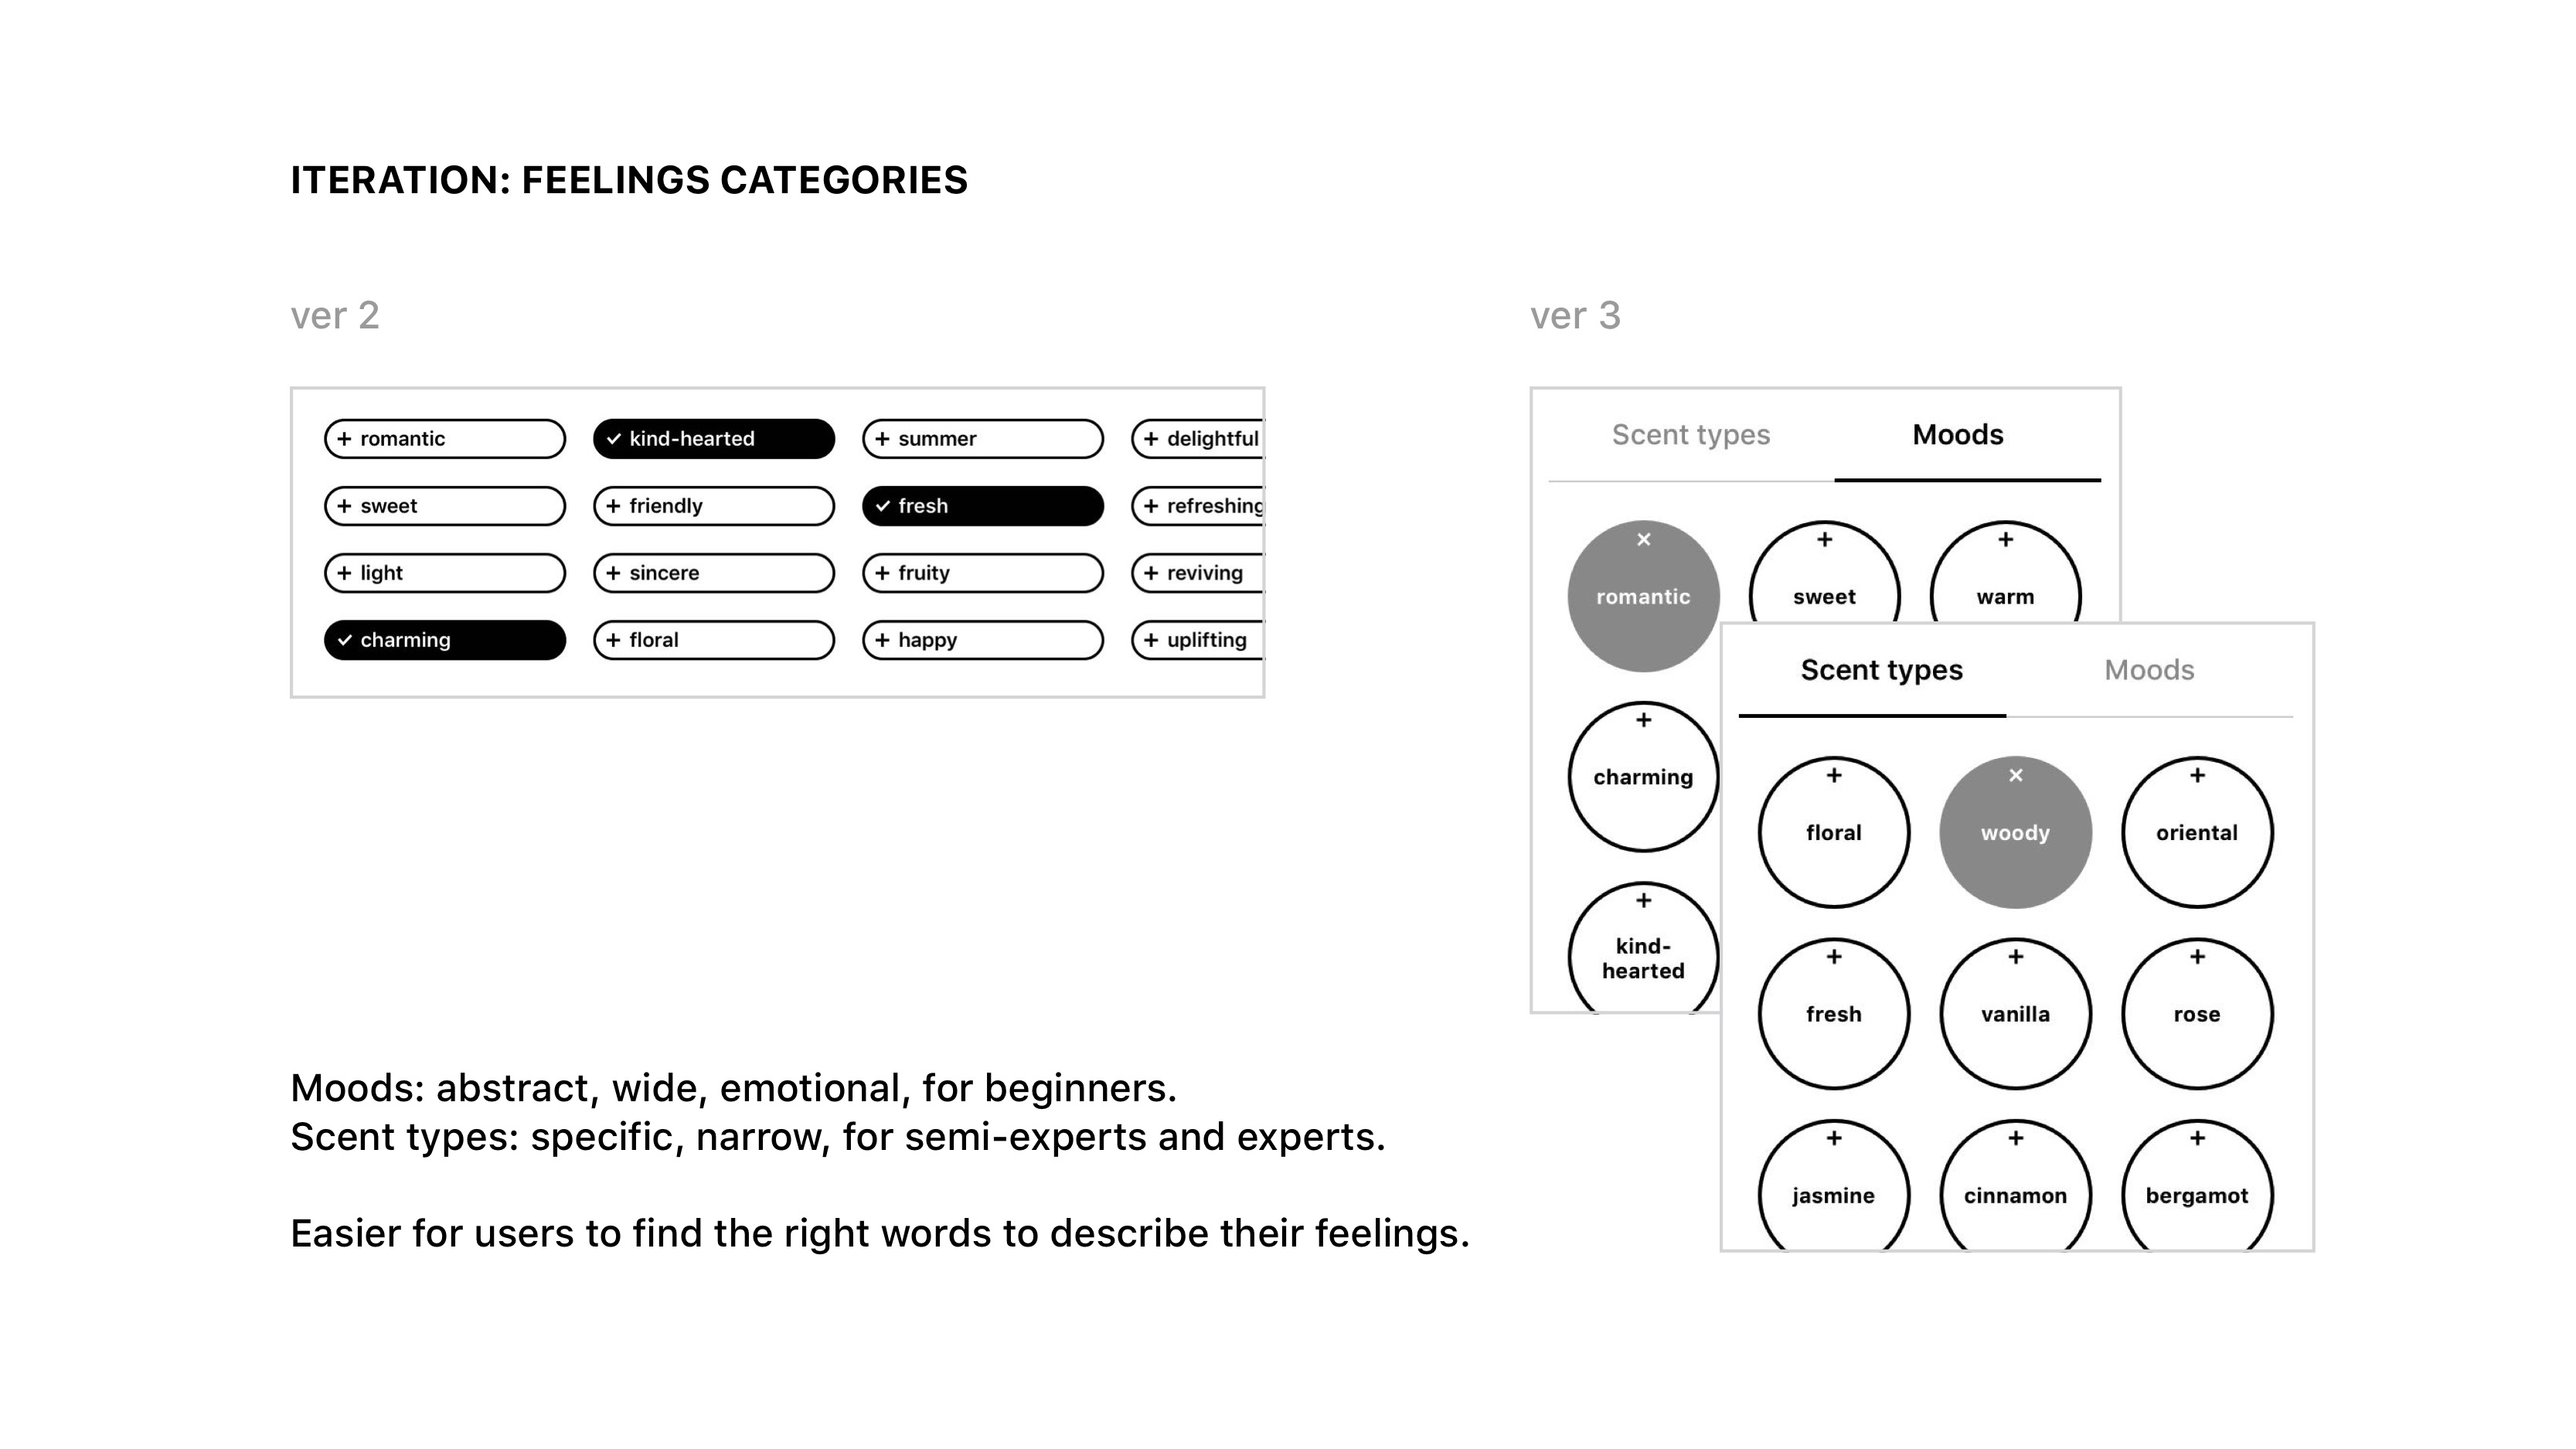 ITERATION: FEELINGS CATEGORIES
ver 2
+ romantic
✓ kind-hearted
+ summer
+ delightful
+ sweet
+ friendly
✓ fresh
+ refreshing
+ light
+ sincere
+ fruity
+ reviving
✓ charming
+ floral
+ happy
+ uplifting
ver 3
Scent types
Moods
×
romantic
+
sweet
+
warm
+
charming
+
kind-
hearted
Scent types
Moods
+
floral
×
woody
+
oriental
+
fresh
+
vanilla
+
rose
+
jasmine
+
cinnamon
+
bergamot
Moods: abstract, wide, emotional, for beginners.
Scent types: specific, narrow, for semi-experts and experts.
Easier for users to find the right words to describe their feelings.